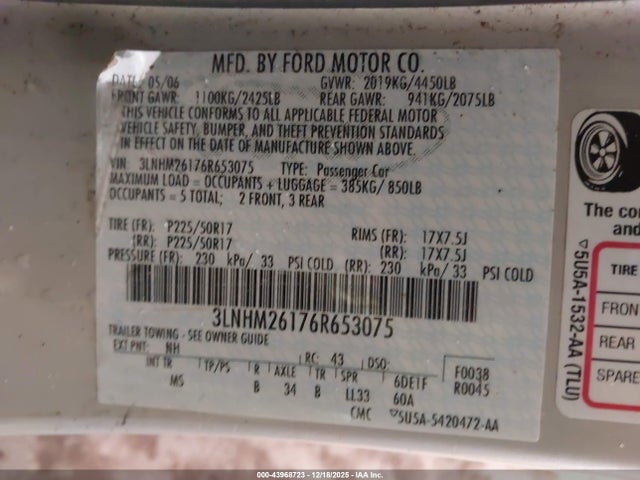 MFD. BY FORD MOTOR CO.
DATE: 05/06 GVWR: 2019KG/4450LB
FRONT GAWR: 1100KG/2425LB REAR GAWR: 941KG/2075LB
THIS VEHICLE CONFORMS TO ALL APPLICABLE FEDERAL MOTOR
VEHICLE SAFETY, BUMPER, AND THEFT PREVENTION STANDARDS
IN EFFECT ON THE DATE OF MANUFACTURE SHOWN ABOVE.
VIN: 3LNHM26176R653075 TYPE: Passenger Car
MAXIMUM LOAD = OCCUPANTS + LUGGAGE = 385KG/ 850LB
OCCUPANTS = 5 TOTAL; 2 FRONT, 3 REAR
TIRE (FR): P225/50R17 RIMS (FR): 17X7.5J
(RR): P225/50R17 (RR): 17X7.5J
PRESSURE (FR): 230 kPa/ 33 PSI COLD (RR): 230 kPa/ 33 PSI COLD
3LNHM26176R653075
TRAILER TOWING - SEE OWNER GUIDE
EXT PNT: NH RC: 43 DSO: F0038
INT TR TP/PS R AXLE TR SPR 6DE1F R0045
MS B 34 B LL33 60A
CMC ▽5U5A-5420472-AA
The co
and
TIRE
FRON
REAR
SPARE
▽5U5A-1532-AA (TLU)
000-43968723 - 12/18/2025 - IAA Inc.